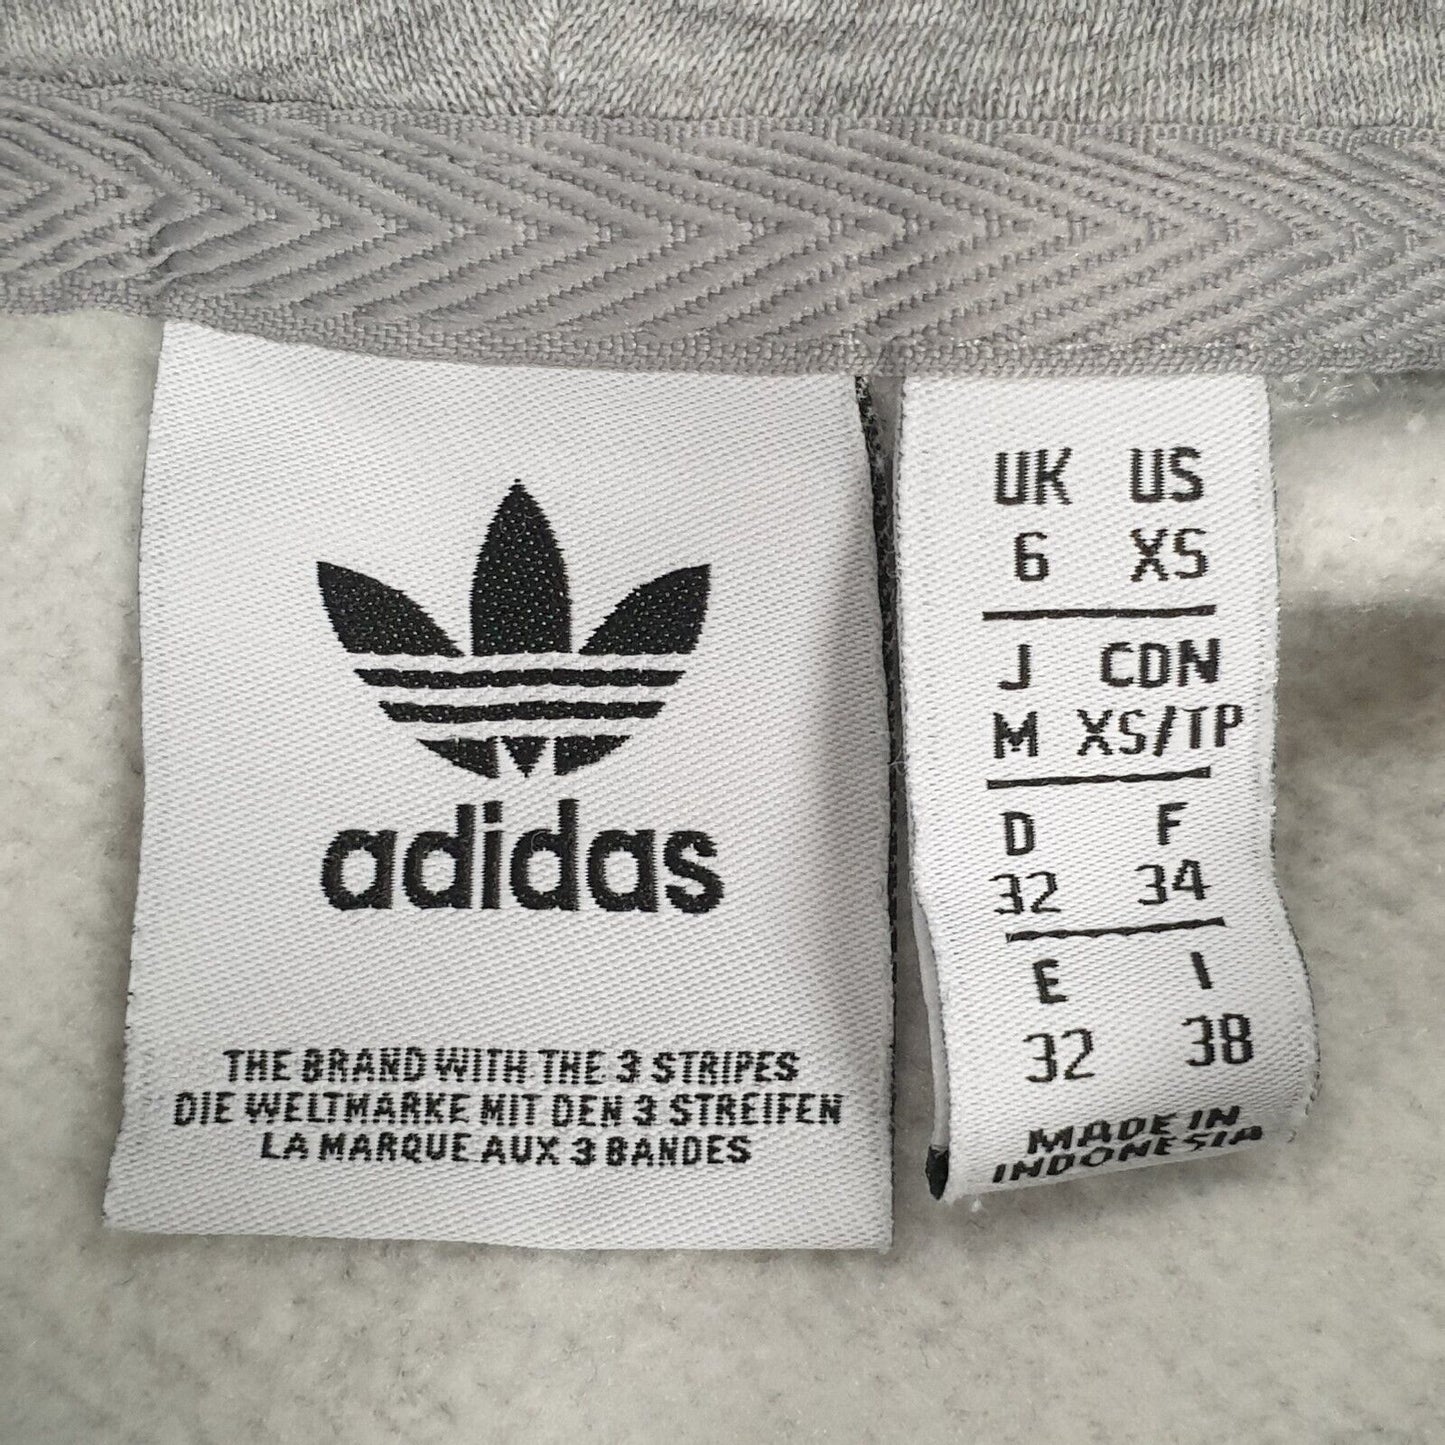 adidas
THE BRAND WITH THE 3 STRIPES
DIE WELTMARKE MIT DEN 3 STREIFEN
LA MARQUE AUX 3 BANDES
UK US
6 XS
J CDN
M XS/TP
D F
32 34
E I
32 38
MADE IN
INDONESIA